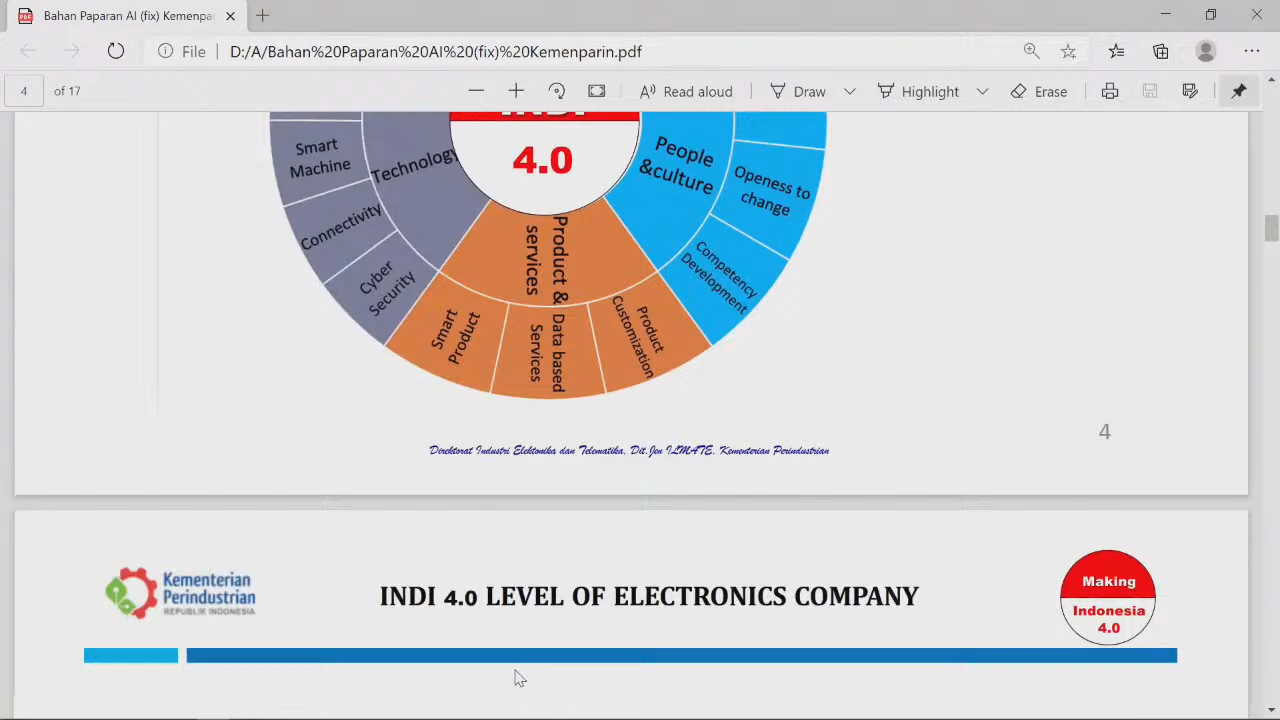 Bahan Paparan AI (fix) Kemenpar
File
D:/A/Bahan%20Paparan%20AI%20(fix)%20Kemenparin.pdf
4
of 17
Read aloud
Draw
Highlight
Erase
INDI
4.0
Technology
Smart
Machine
Connectivity
Cyber
Security
People
&culture
Openess to
change
Competency
Development
Product &
services
Smart
Product
Data based
Services
Product
Customization
4
Direktorat Industri Elektonika dan Telematika, Dit.Jen ILMATE, Kementerian Perindustrian
Kementerian
Perindustrian
REPUBLIK INDONESIA
INDI 4.0 LEVEL OF ELECTRONICS COMPANY
Making
Indonesia
4.0